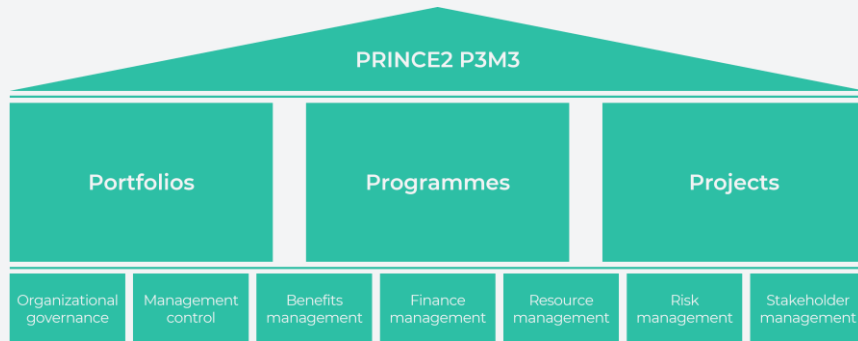 PRINCE2 P3M3
Portfolios
Programmes
Projects
Organizational
governance
Management
control
Benefits
management
Finance
management
Resource
management
Risk
management
Stakeholder
management